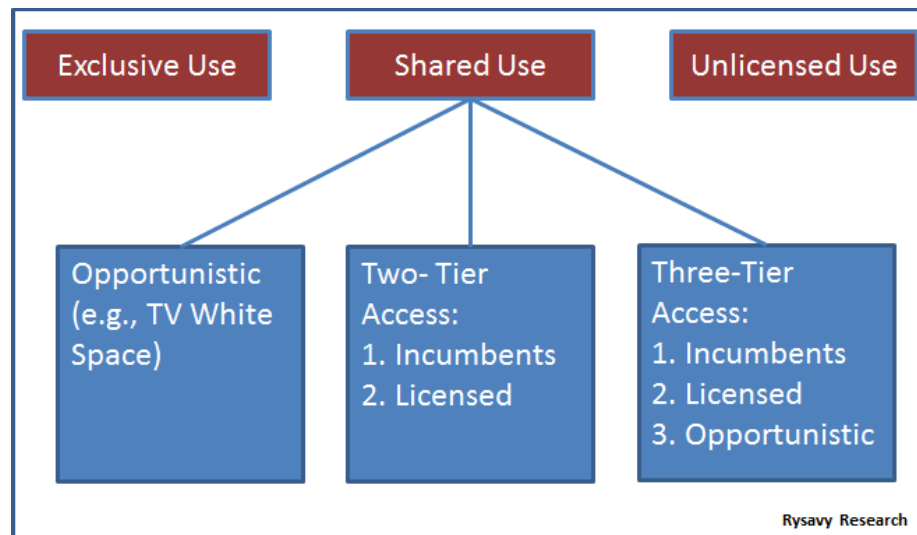 Exclusive Use
Shared Use
Unlicensed Use
Opportunistic
(e.g., TV White
Space)
Two- Tier
Access:
1. Incumbents
2. Licensed
Three-Tier
Access:
1. Incumbents
2. Licensed
3. Opportunistic
Rysavy Research